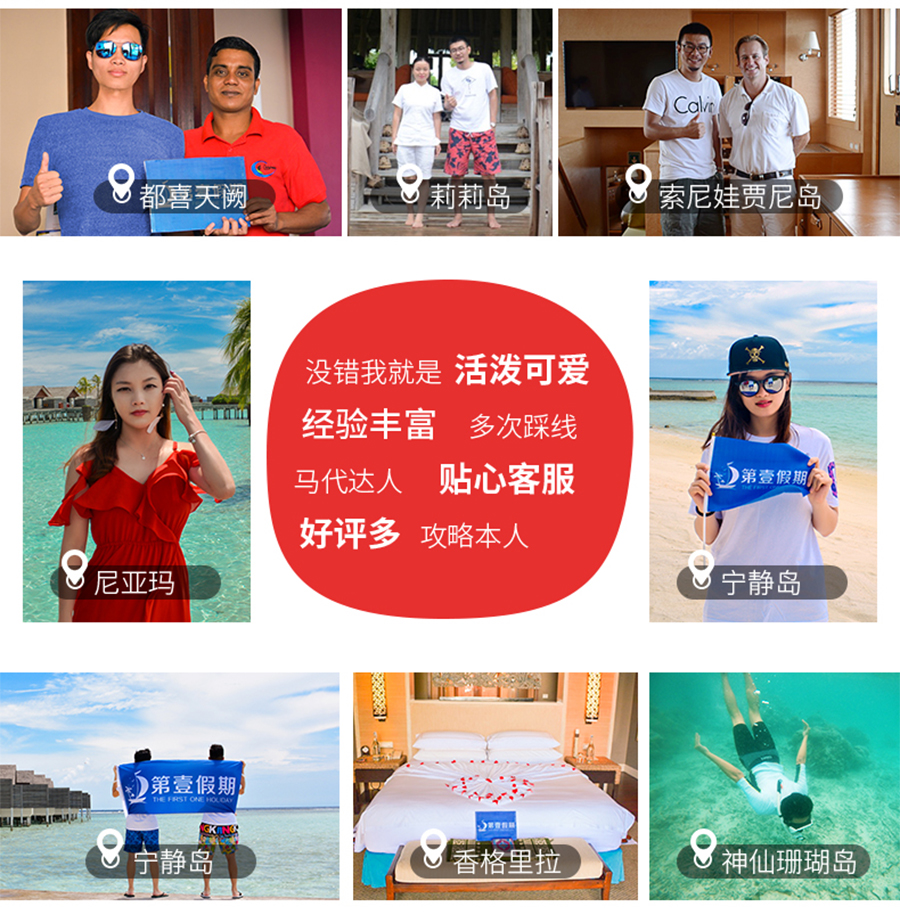 都喜天阙
莉莉岛
索尼娃贾尼岛
Calvin
没错我就是 活泼可爱
经验丰富 多次踩线
马代达人 贴心客服
好评多 攻略本人
尼亚玛
第壹假期
宁静岛
第壹假期
THE FIRST ONE HOLIDAY
宁静岛
第壹假期
香格里拉
神仙珊瑚岛